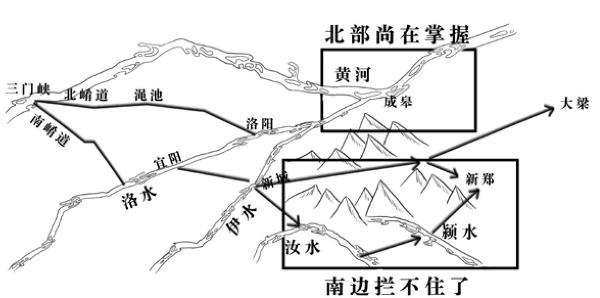 北部尚在掌握
黄河
三门峡
北崤道
渑池
成皋
大梁
南崤道
洛阳
宜阳
新城
新郑
洛水
伊水
汝水
颍水
南边拦不住了